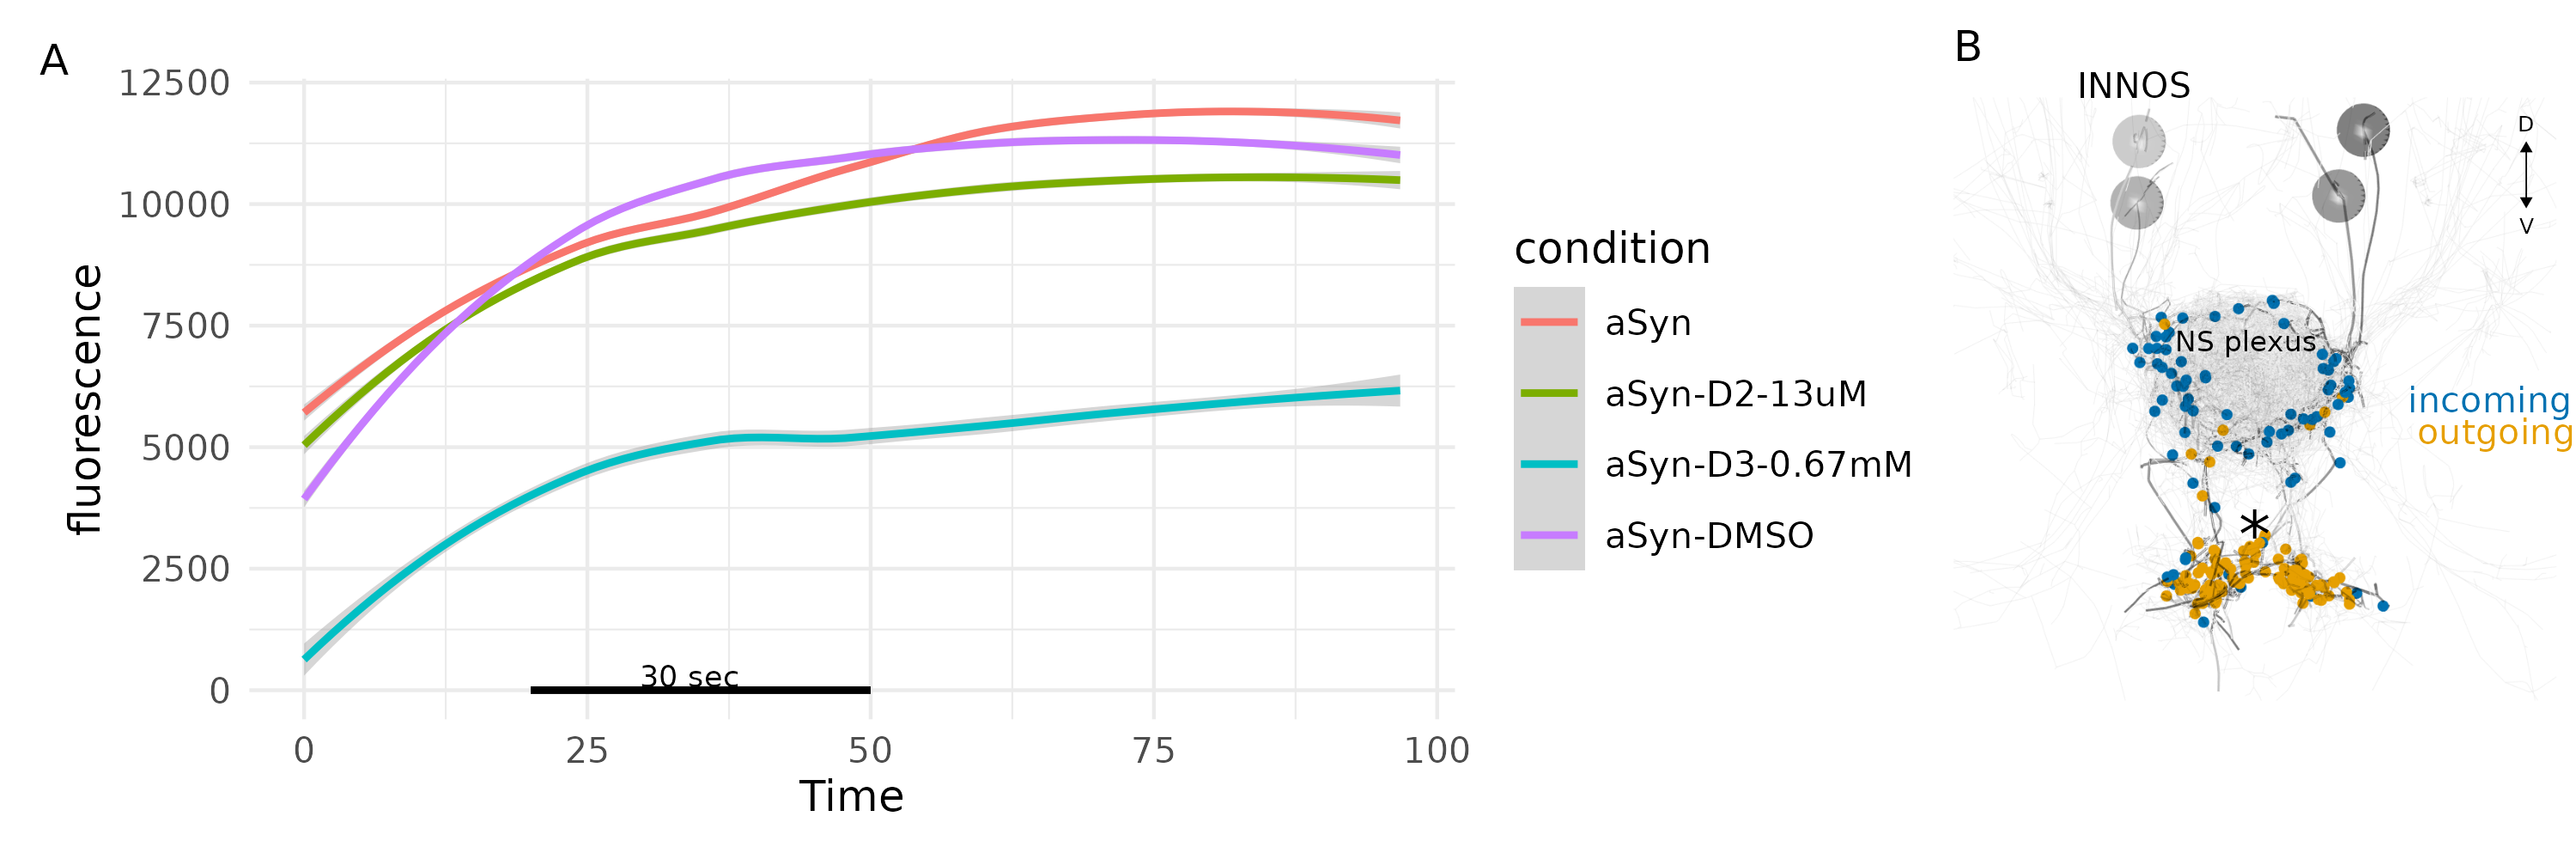 A
12500
10000
7500
5000
2500
0
fluorescence
30 sec
0 25 50 75 100
Time
condition
aSyn
aSyn-D2-13uM
aSyn-D3-0.67mM
aSyn-DMSO
B
INNOS
D
V
NS plexus
incoming
outgoing
*